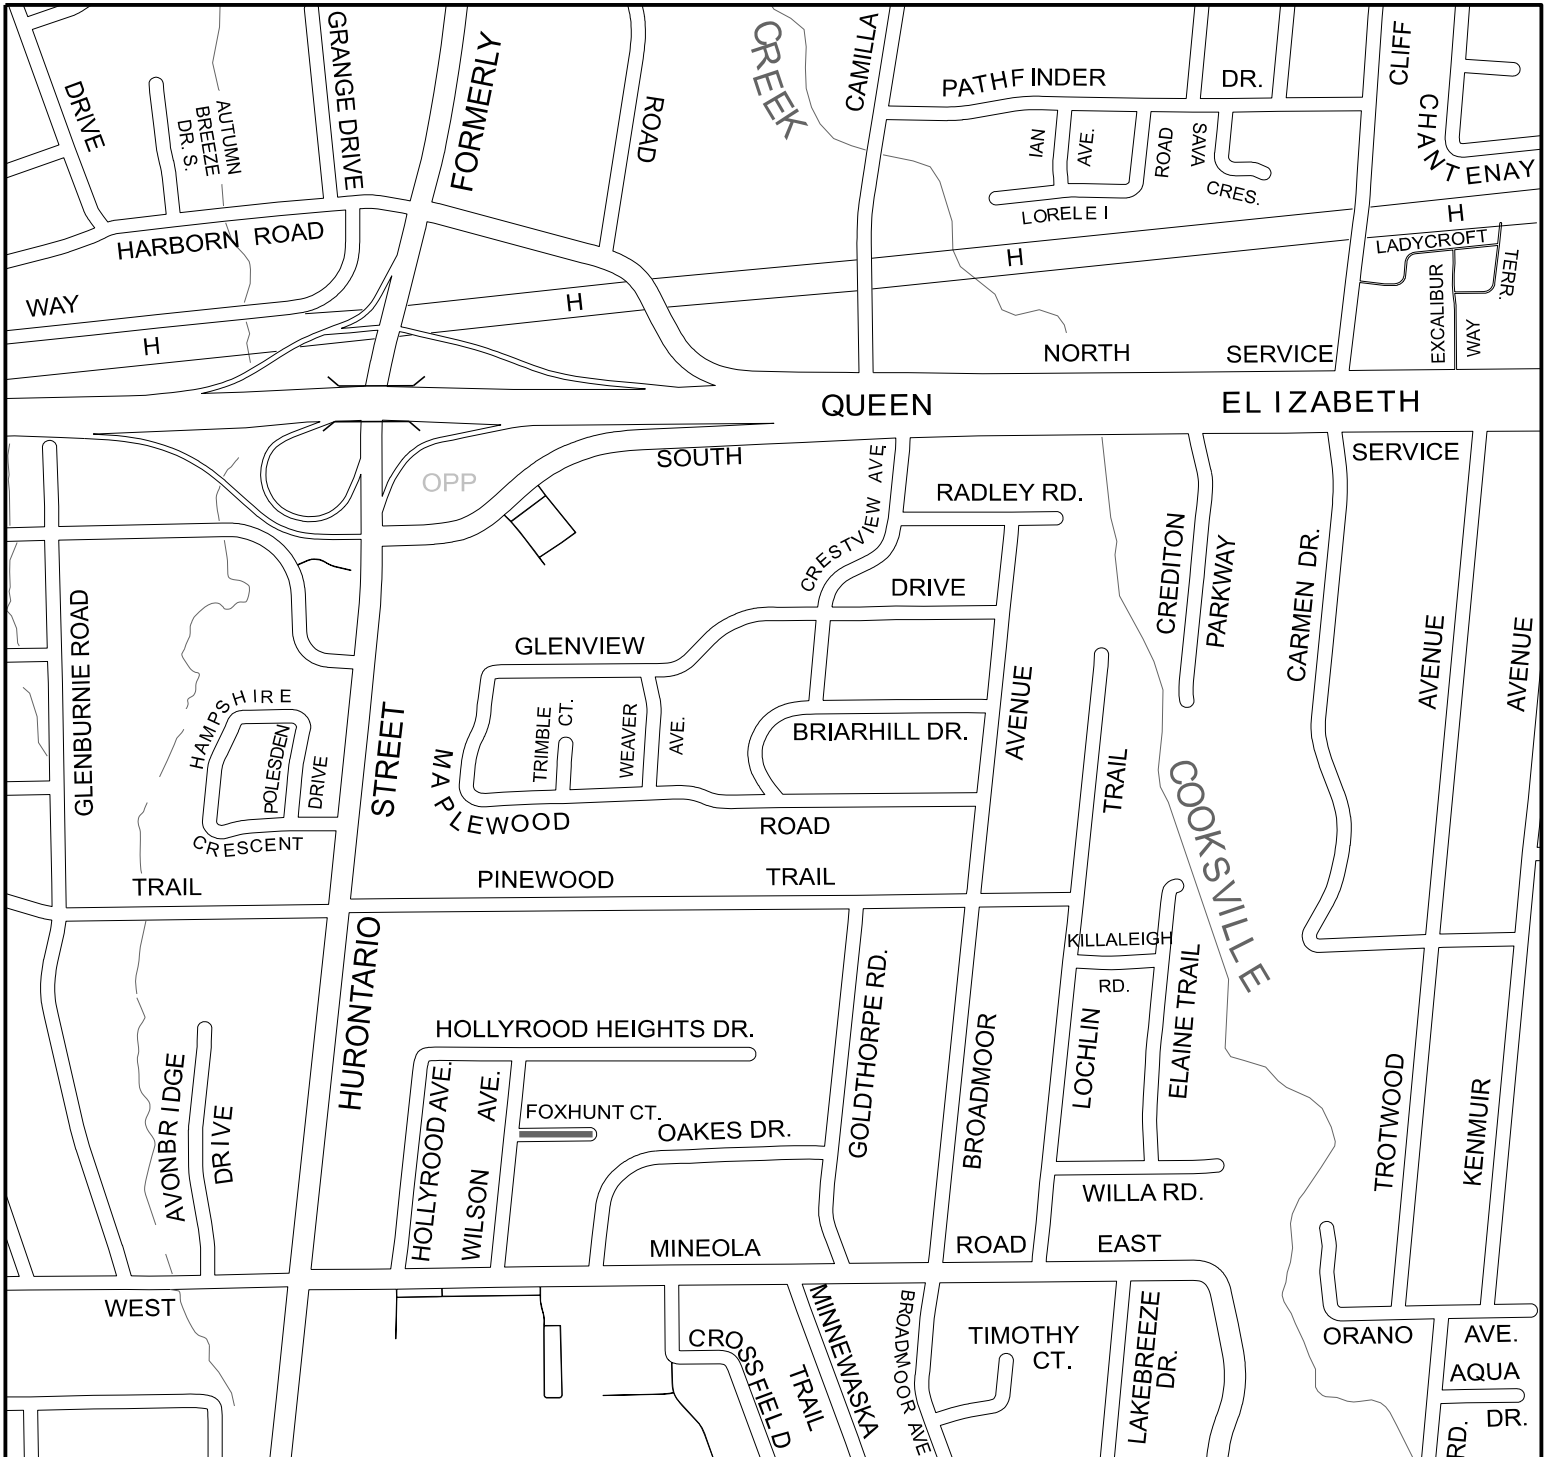 DRIVE
AUTUMN
BREEZE
DR. S.
GRANGE DRIVE
FORMERLY
ROAD
CREEK
CAMILLA
PATHFINDER DR.
IAN
AVE.
ROAD
SAVA
CRES.
LORELEI
CLIFF
CHANTENAY
HARBORN ROAD
WAY
H
H
H
H
LADYCROFT
TERR.
EXCALIBUR
WAY
NORTH SERVICE
QUEEN ELIZABETH
SOUTH SERVICE
OPP
CRESTVIEW AVE.
RADLEY RD.
CREDITON
PARKWAY
CARMEN DR.
AVENUE
AVENUE
GLENBURNIE ROAD
DRIVE
GLENVIEW
HAMPSHIRE
POLESDEN
DRIVE
CRESCENT
STREET
MAPLEWOOD
TRIMBLE
CT.
WEAVER
AVE.
BRIARHILL DR.
AVENUE
TRAIL
ROAD
COOKSVILLE
TRAIL
PINEWOOD TRAIL
HURONTARIO
KILLALEIGH
RD.
ELAINE TRAIL
GOLDTHORPE RD.
BROADMOOR
LOCHLIN
HOLLYROOD HEIGHTS DR.
HOLLYROOD AVE.
WILSON
AVE.
FOXHUNT CT.
OAKES DR.
AVONBRIDGE
DRIVE
TROTWOOD
KENMUIR
WILLA RD.
MINEOLA
ROAD
EAST
WEST
CROSSFIELD
TRAIL
MINNEWASKA
BROADMOOR AVE
TIMOTHY
CT.
LAKEBREEZE
DR.
ORANO AVE.
AQUA
DR.
RD.